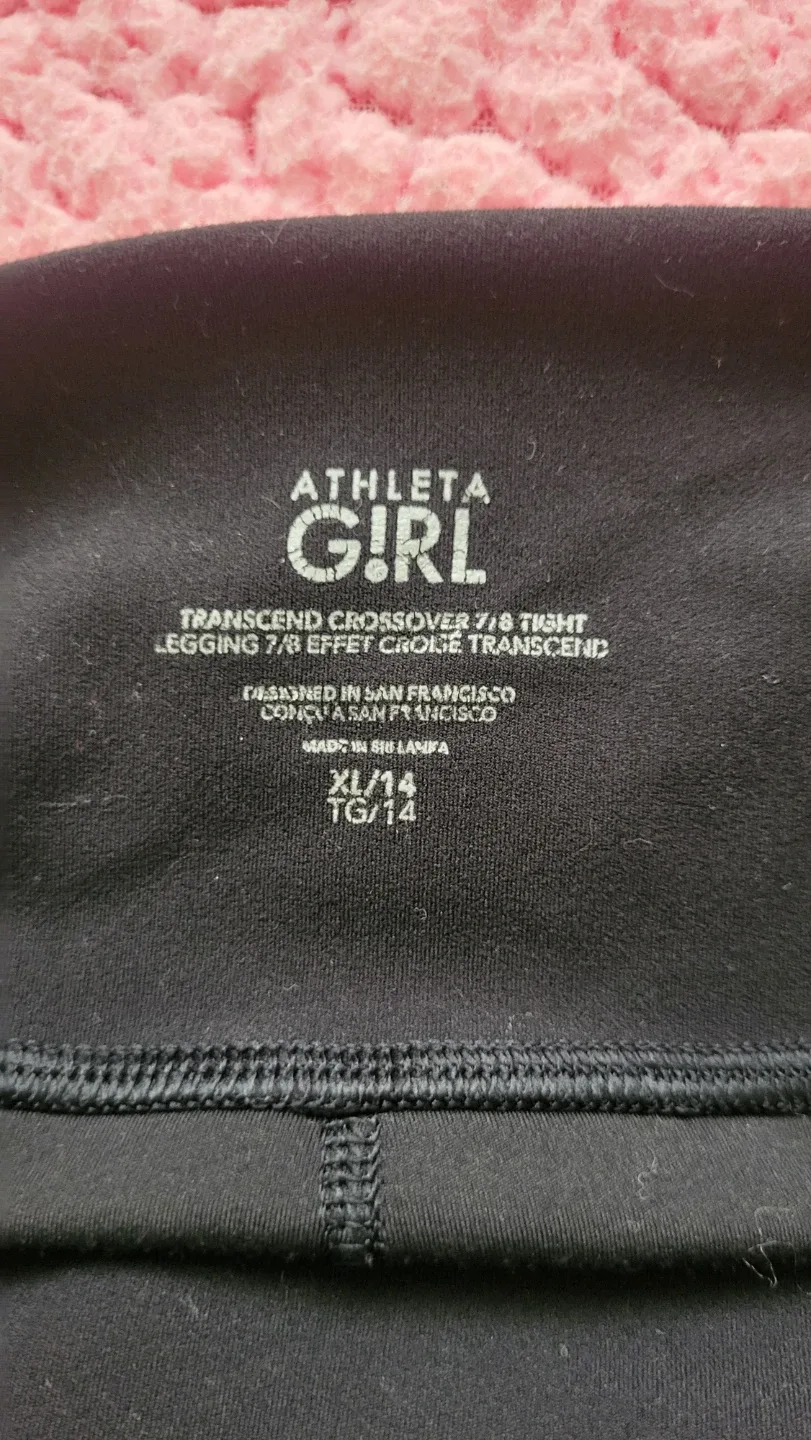 ATHLETA
G!RL
TRANSCEND CROSSOVER 7/8 TIGHT
LEGGING 7/8 EFFET CROISÉ TRANSCEND
DESIGNED IN SAN FRANCISCO
CONÇU À SAN FRANCISCO
MADE IN SRI LANKA
XL/14
TG/14